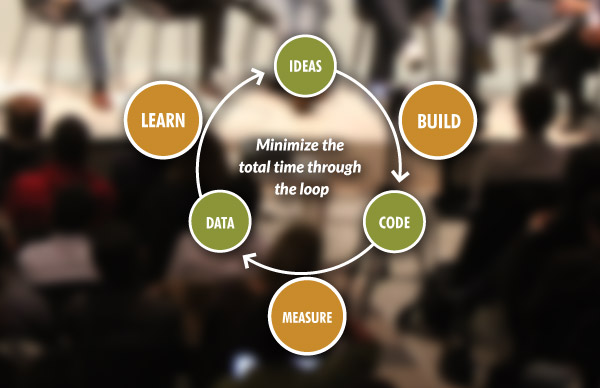 IDEAS
LEARN
BUILD
Minimize the
total time through
the loop
DATA
CODE
MEASURE